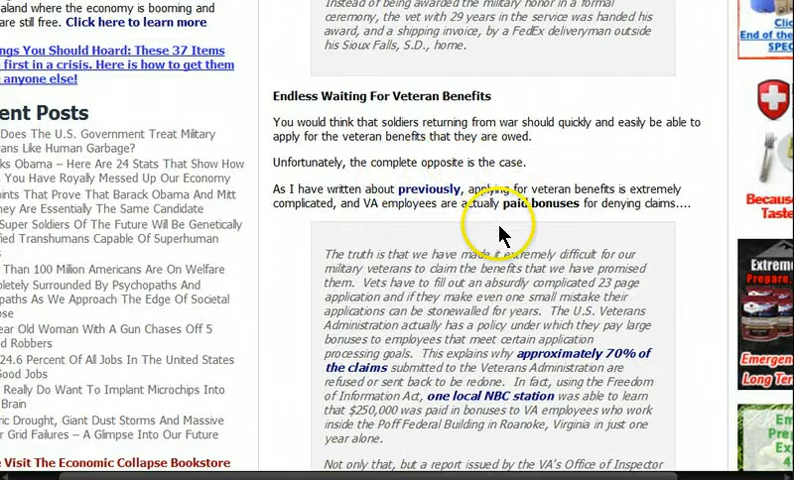 aland where the economy is booming and
are still free. Click here to learn more
ngs You Should Hoard: These 37 Items
first in a crisis. Here is how to get them
anyone else!
ent Posts
Does The U.S. Government Treat Military
ans Like Human Garbage?
ks Obama – Here Are 24 Stats That Show How
You Have Royally Messed Up Our Economy
oints That Prove That Barack Obama And Mitt
ney Are Essentially The Same Candidate
Super Soldiers Of The Future Will Be Genetically
fied Transhumans Capable Of Superhuman
s
Than 100 Million Americans Are On Welfare
pletely Surrounded By Psychopaths And
paths As We Approach The Edge Of Societal
pse
ear Old Woman With A Gun Chases Off 5
d Robbers
24.6 Percent Of All Jobs In The United States
Good Jobs
Really Do Want To Implant Microchips Into
Brain
ric Drought, Giant Dust Storms And Massive
r Grid Failures – A Glimpse Into Our Future
Visit The Economic Collapse Bookstore
Instead of being awarded the military honor in a formal
ceremony, the vet with 29 years in the service was handed his
award, and a shipping invoice, by a FedEx deliveryman outside
his Sioux Falls, S.D., home.
Endless Waiting For Veteran Benefits
You would think that soldiers returning from war should quickly and easily be able to
apply for the veteran benefits that they are owed.
Unfortunately, the complete opposite is the case.
As I have written about previously, applying for veteran benefits is extremely
complicated, and VA employees are actually paid bonuses for denying claims....
The truth is that we have made it extremely difficult for our
military veterans to claim the benefits that we have promised
them. Vets have to fill out an absurdly complicated 23 page
application and if they make even one small mistake their
applications can be stonewalled for years. The U.S. Veterans
Administration actually has a policy under which they pay large
bonuses to employees that meet certain application
processing goals. This explains why approximately 70% of
the claims submitted to the Veterans Administration are
refused or sent back to be redone. In fact, using the Freedom
of Information Act, one local NBC station was able to learn
that $250,000 was paid in bonuses to VA employees who work
inside the Poff Federal Building in Roanoke, Virginia in just one
year alone.
Not only that, but a report issued by the VA's Office of Inspector
Clic
End of the
SPEC
Becaus
Taste
Extrem
Prepare.
Emergen
Long Ter
Em
Pre
Ex
4